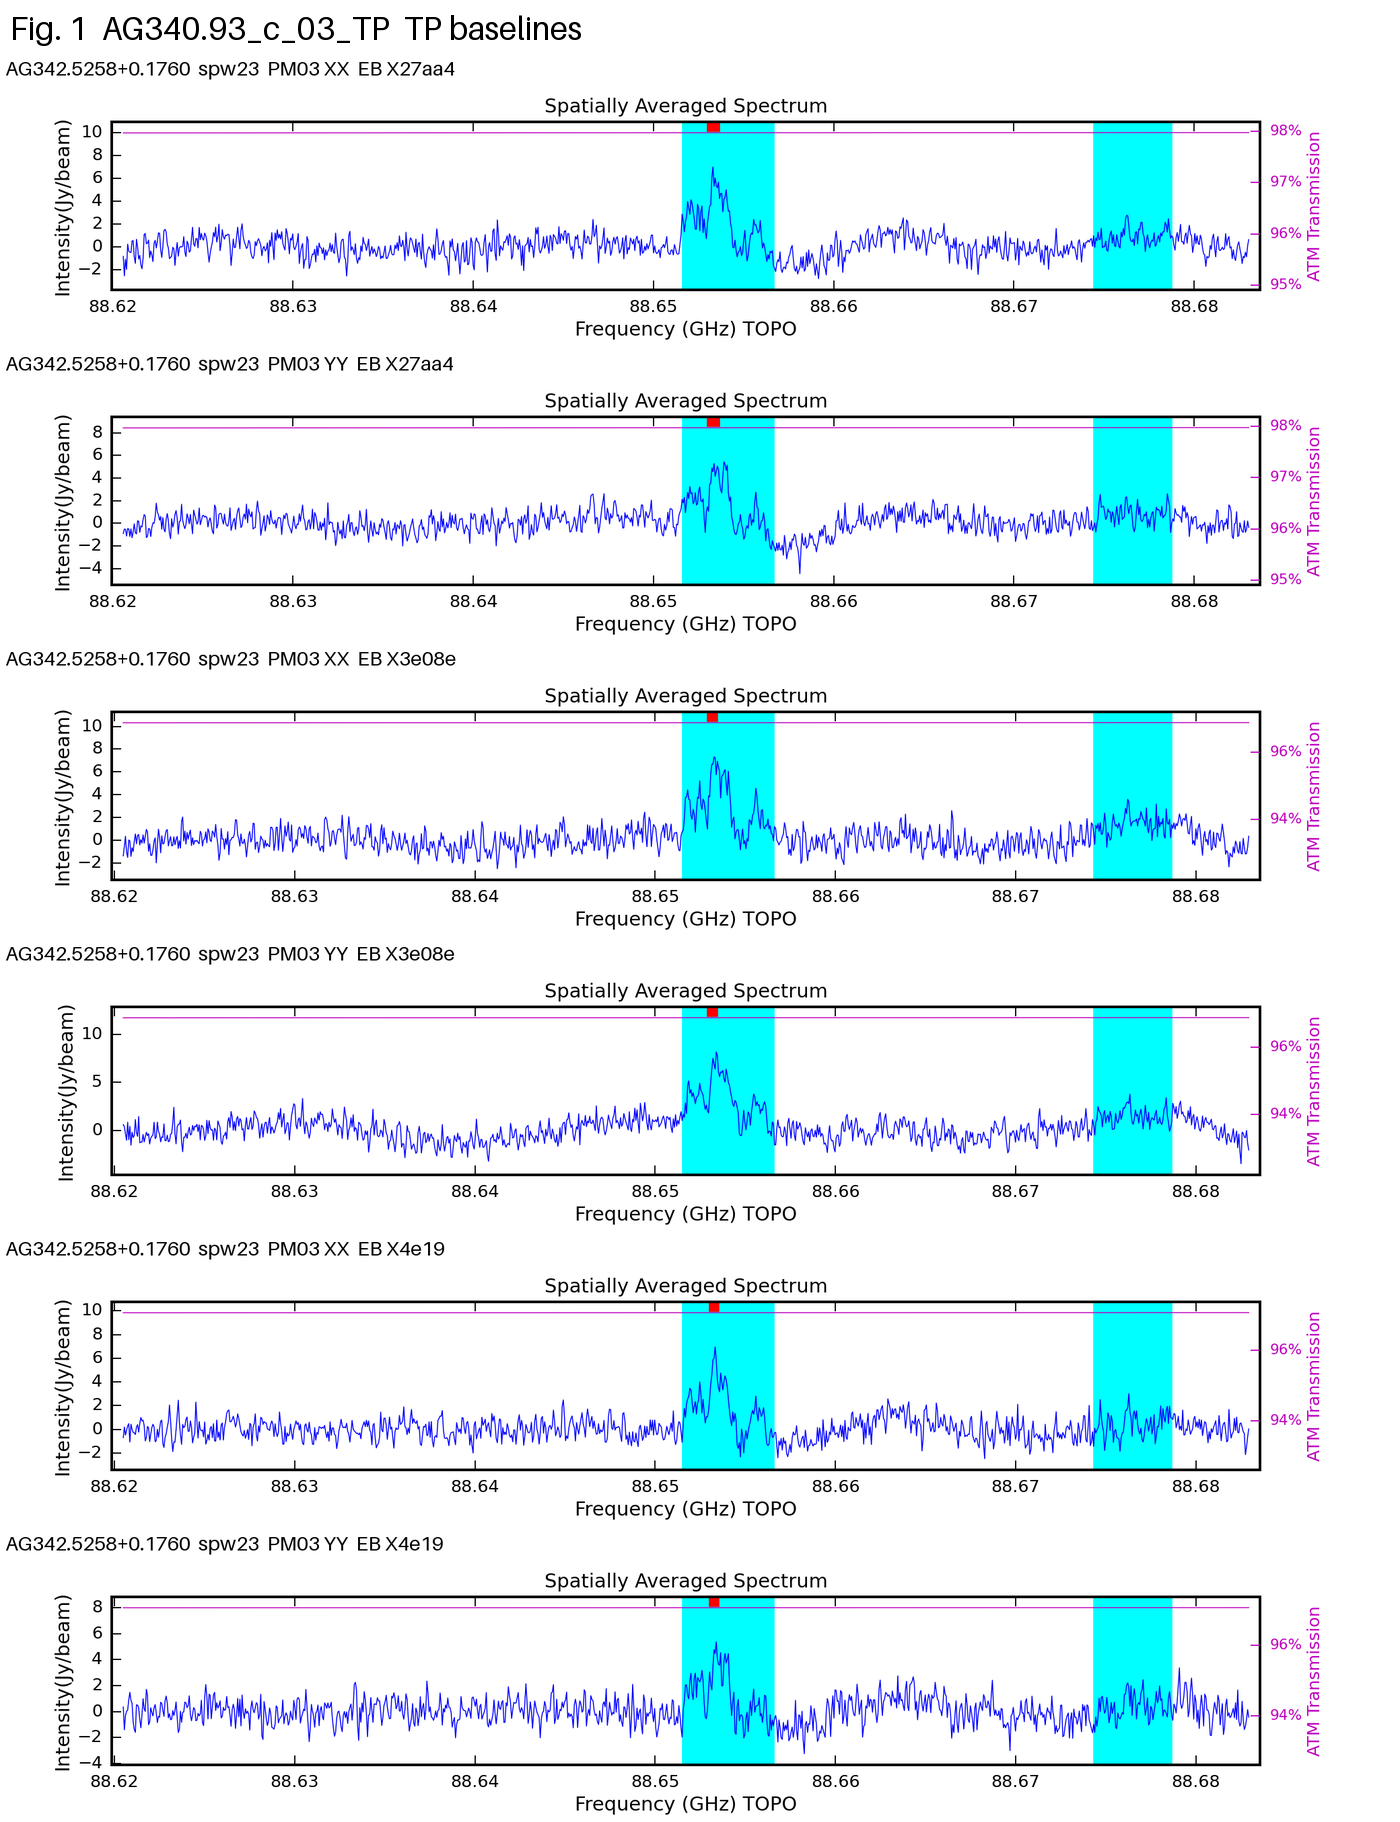 Fig. 1 AG340.93_c_03_TP TP baselines
AG342.5258+0.1760 spw23 PM03 XX EB X27aa4
Spatially Averaged Spectrum
10
8
6
4
2
0
−2
Intensity(Jy/beam)
98%
97%
96%
95%
ATM Transmission
88.62 88.63 88.64 88.65 88.66 88.67 88.68
Frequency (GHz) TOPO
AG342.5258+0.1760 spw23 PM03 YY EB X27aa4
Spatially Averaged Spectrum
8
6
4
2
0
−2
−4
Intensity(Jy/beam)
98%
97%
96%
95%
ATM Transmission
88.62 88.63 88.64 88.65 88.66 88.67 88.68
Frequency (GHz) TOPO
AG342.5258+0.1760 spw23 PM03 XX EB X3e08e
Spatially Averaged Spectrum
10
8
6
4
2
0
−2
Intensity(Jy/beam)
96%
94%
ATM Transmission
88.62 88.63 88.64 88.65 88.66 88.67 88.68
Frequency (GHz) TOPO
AG342.5258+0.1760 spw23 PM03 YY EB X3e08e
Spatially Averaged Spectrum
10
5
0
Intensity(Jy/beam)
96%
94%
ATM Transmission
88.62 88.63 88.64 88.65 88.66 88.67 88.68
Frequency (GHz) TOPO
AG342.5258+0.1760 spw23 PM03 XX EB X4e19
Spatially Averaged Spectrum
10
8
6
4
2
0
−2
Intensity(Jy/beam)
96%
94%
ATM Transmission
88.62 88.63 88.64 88.65 88.66 88.67 88.68
Frequency (GHz) TOPO
AG342.5258+0.1760 spw23 PM03 YY EB X4e19
Spatially Averaged Spectrum
8
6
4
2
0
−2
−4
Intensity(Jy/beam)
96%
94%
ATM Transmission
88.62 88.63 88.64 88.65 88.66 88.67 88.68
Frequency (GHz) TOPO